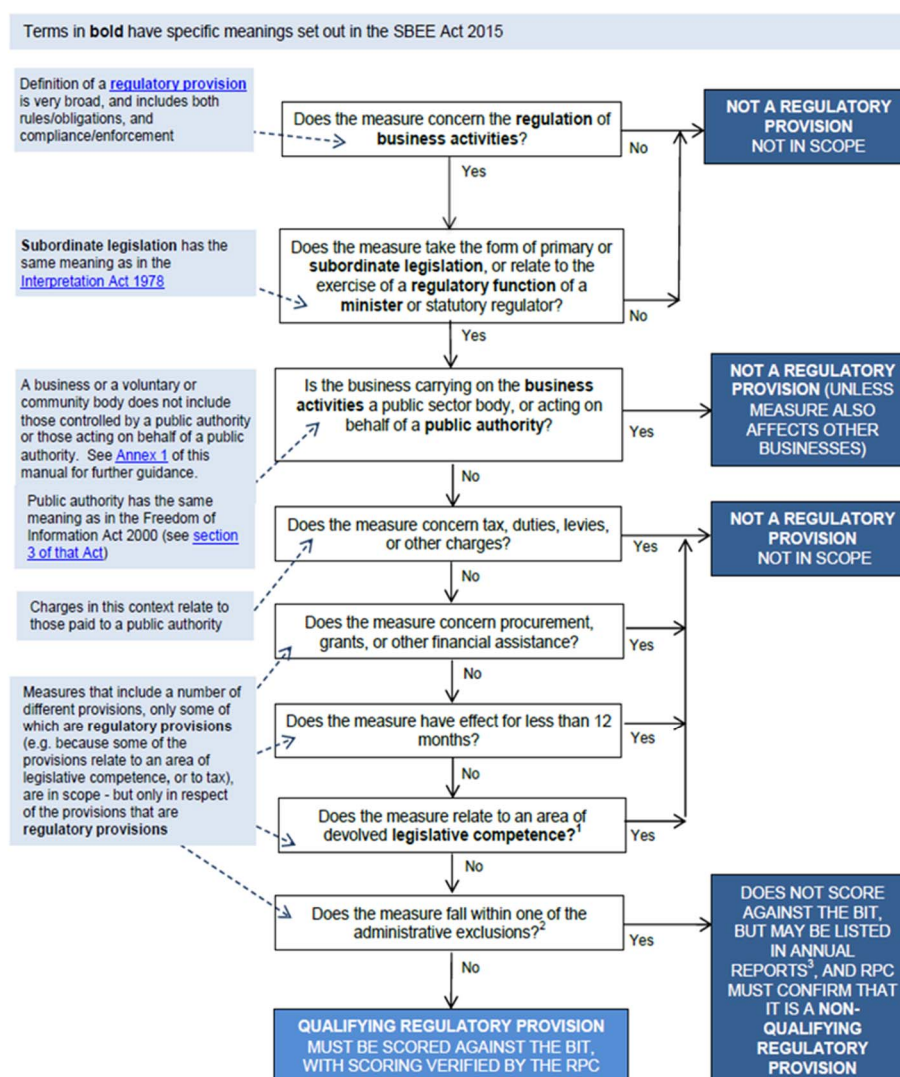 Terms in bold have specific meanings set out in the SBEE Act 2015
Definition of a regulatory provision
is very broad, and includes both
rules/obligations, and
compliance/enforcement
Does the measure concern the regulation of
business activities?
No
Yes
NOT A REGULATORY
PROVISION
NOT IN SCOPE
Subordinate legislation has the
same meaning as in the
Interpretation Act 1978
Does the measure take the form of primary or
subordinate legislation, or relate to the
exercise of a regulatory function of a
minister or statutory regulator?
No
Yes
A business or a voluntary or
community body does not include
those controlled by a public authority
or those acting on behalf of a public
authority. See Annex 1 of this
manual for further guidance.
Public authority has the same
meaning as in the Freedom of
Information Act 2000 (see section
3 of that Act)
Is the business carrying on the business
activities a public sector body, or acting on
behalf of a public authority?
Yes
No
NOT A REGULATORY
PROVISION (UNLESS
MEASURE ALSO
AFFECTS OTHER
BUSINESSES)
Does the measure concern tax, duties, levies,
or other charges?
Yes
No
NOT A REGULATORY
PROVISION
NOT IN SCOPE
Charges in this context relate to
those paid to a public authority
Does the measure concern procurement,
grants, or other financial assistance?
Yes
No
Measures that include a number of
different provisions, only some of
which are regulatory provisions
(e.g. because some of the
provisions relate to an area of
legislative competence, or to tax),
are in scope - but only in respect
of the provisions that are
regulatory provisions
Does the measure have effect for less than 12
months?
Yes
No
Does the measure relate to an area of
devolved legislative competence?1
Yes
No
Does the measure fall within one of the
administrative exclusions?2
Yes
No
DOES NOT SCORE
AGAINST THE BIT,
BUT MAY BE LISTED
IN ANNUAL
REPORTS3, AND RPC
MUST CONFIRM THAT
IT IS A NON-
QUALIFYING
REGULATORY
PROVISION
QUALIFYING REGULATORY PROVISION
MUST BE SCORED AGAINST THE BIT,
WITH SCORING VERIFIED BY THE RPC